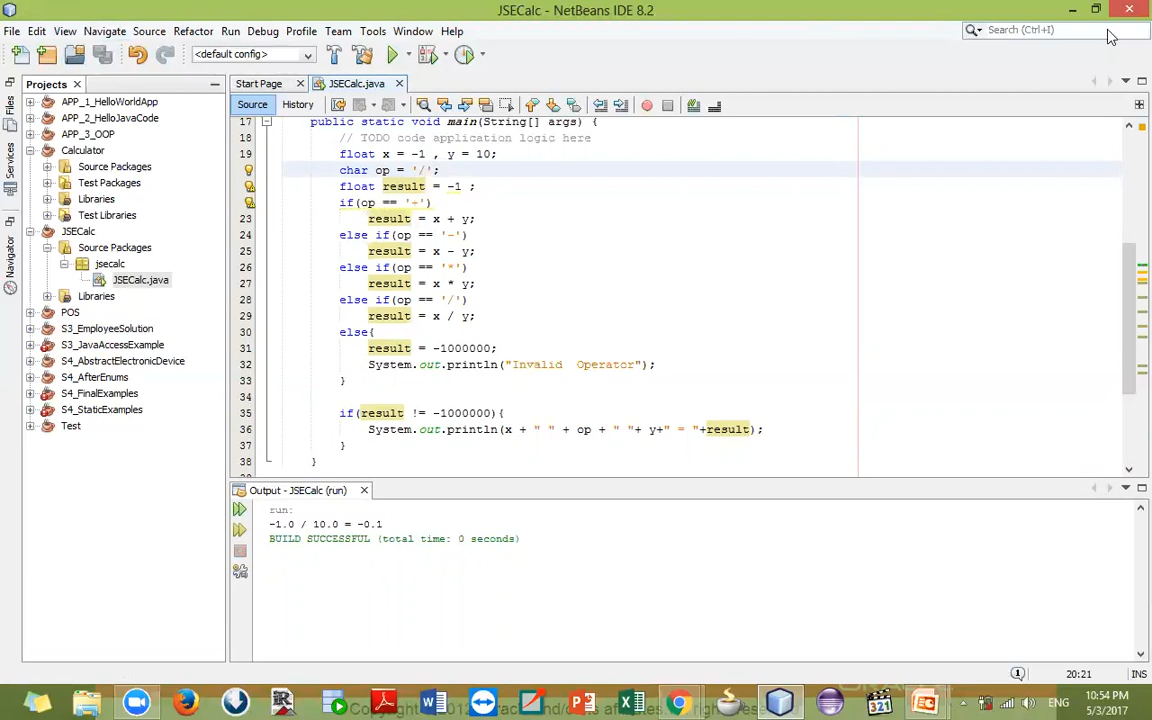 JSECalc - NetBeans IDE 8.2
File Edit View Navigate Source Refactor Run Debug Profile Team Tools Window Help
Search (Ctrl+I)
<default config>
Projects
Start Page
JSECalc.java
Files
Services
Navigator
APP_1_HelloWorldApp
APP_2_HelloJavaCode
APP_3_OOP
Calculator
Source Packages
Test Packages
Libraries
Test Libraries
JSECalc
Source Packages
jsecalc
JSECalc.java
Libraries
POS
S3_EmployeeSolution
S3_JavaAccessExample
S4_AbstractElectronicDevice
S4_AfterEnums
S4_FinalExamples
S4_StaticExamples
Test
Source History
17 public static void main(String[] args) {
18 // TODO code application logic here
19 float x = -1 , y = 10;
char op = '/';
float result = -1 ;
if(op == '+')
23 result = x + y;
24 else if(op == '-')
25 result = x - y;
26 else if(op == '*')
27 result = x * y;
28 else if(op == '/')
29 result = x / y;
30 else{
31 result = -1000000;
32 System.out.println("Invalid  Operator");
33 }
34
35 if(result != -1000000){
36 System.out.println(x + " " + op + " "+ y+" = "+result);
37 }
38 }
Output - JSECalc (run)
run:
-1.0 / 10.0 = -0.1
BUILD SUCCESSFUL (total time: 0 seconds)
20:21 INS
321
ENG
10:54 PM
5/3/2017